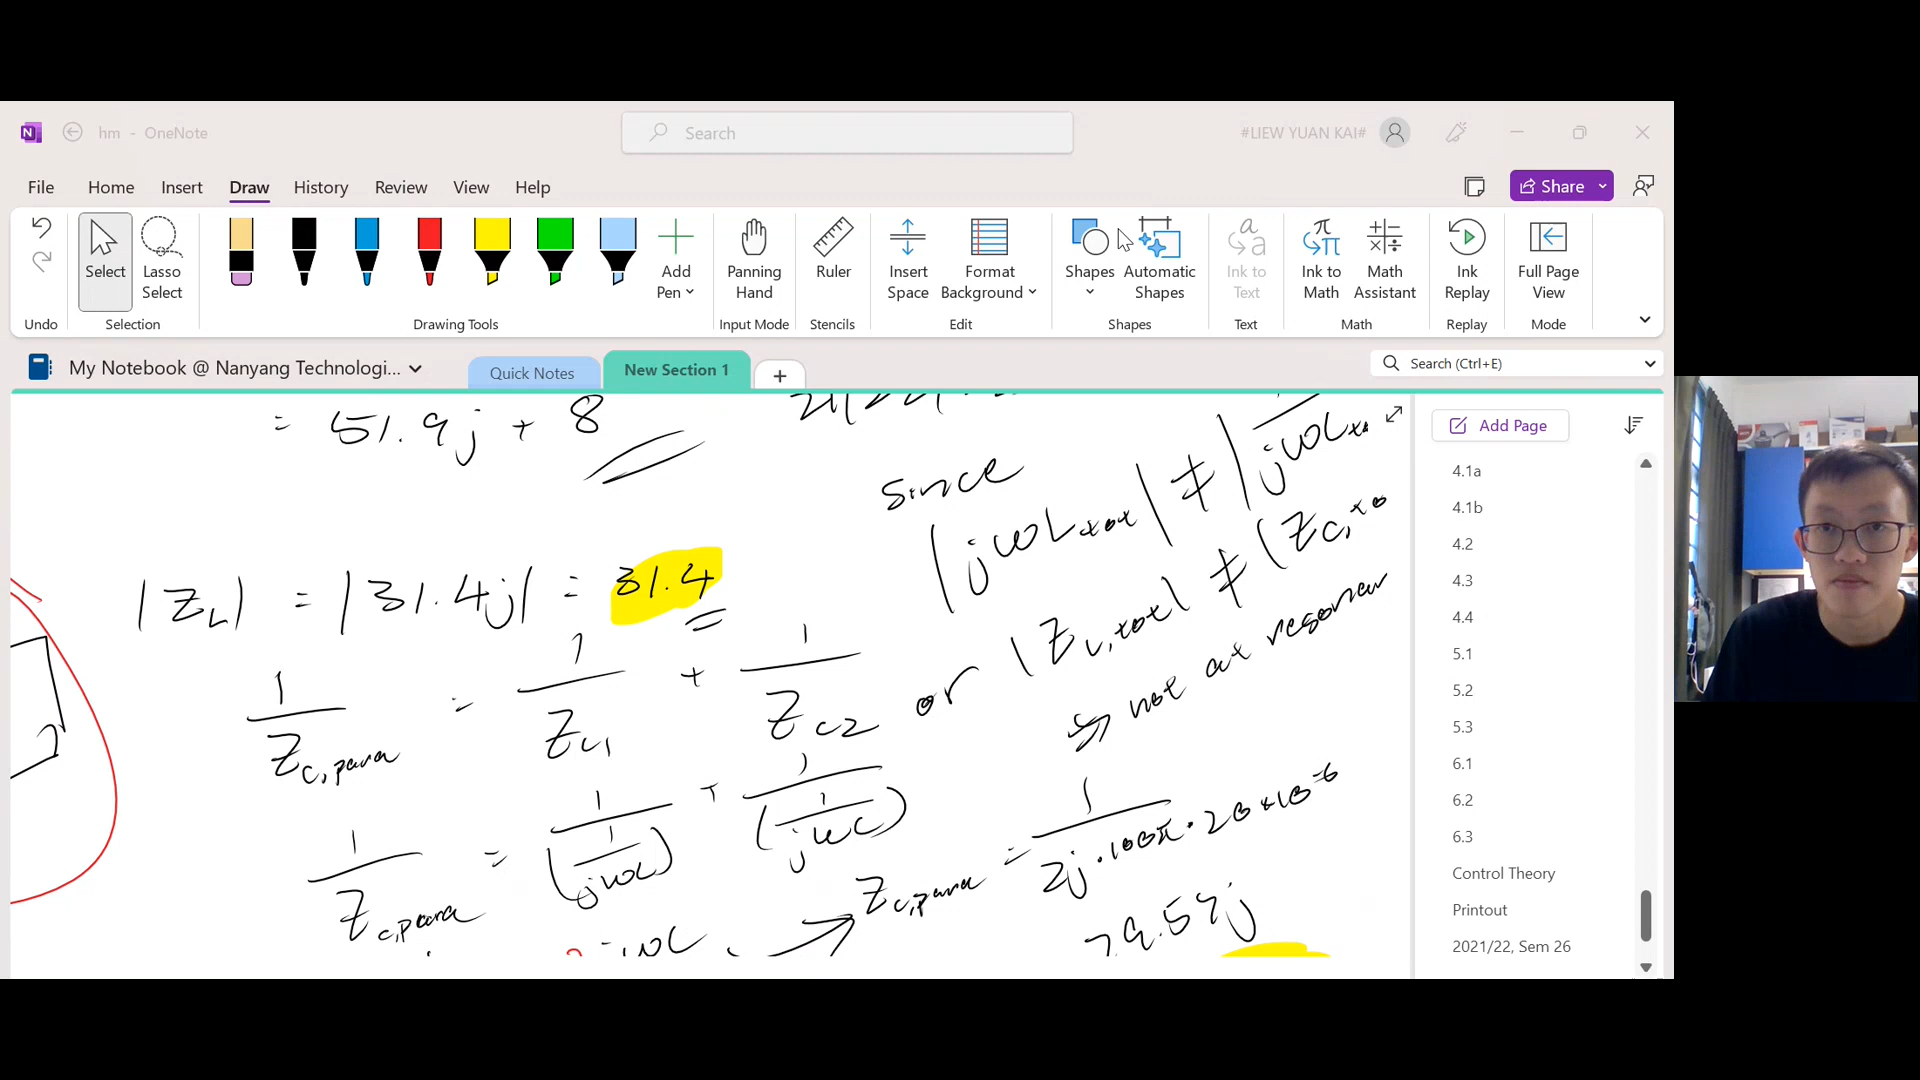 hm - OneNote
Search
#LIEW YUAN KAI#
File Home Insert Draw History Review View Help
Share
Select
Lasso Select
Add Pen
Panning Hand
Ruler
Insert Space
Format Background
Shapes
Automatic Shapes
Ink to Text
Ink to Math
Math Assistant
Ink Replay
Full Page View
Undo
Selection
Drawing Tools
Input Mode
Stencils
Edit
Shapes
Text
Math
Replay
Mode
My Notebook @ Nanyang Technologi...
Quick Notes
New Section 1
+
Search (Ctrl+E)
Add Page
4.1a
4.1b
4.2
4.3
4.4
5.1
5.2
5.3
6.1
6.2
6.3
Control Theory
Printout
2021/22, Sem 26
= 51.9j + 8
|Z_L| = |31.4j| = 31.4
1/Z_c,para = 1/Z_c1 + 1/Z_c2
1/Z_c,para = 1/(1/jωc) + 1/(1/jωc)
since
|jωL_tot| ≠ |1/jωC
or |Z_L,tot| ≠ |Z_C,to
⇒ not at resonan
Z_c,para = 1/2j·100π·20×10^-6
79.57j